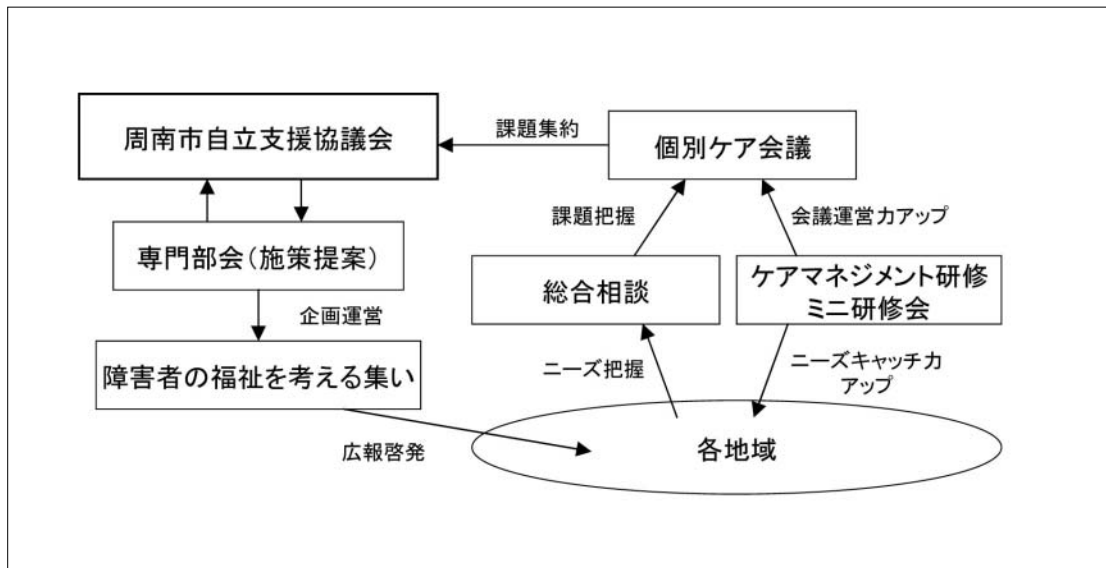 周南市自立支援協議会
課題集約
個別ケア会議
課題把握
会議運営力アップ
専門部会（施策提案）
総合相談
ケアマネジメント研修
ミニ研修会
企画運営
ニーズ把握
ニーズキャッチ力
アップ
障害者の福祉を考える集い
広報啓発
各地域